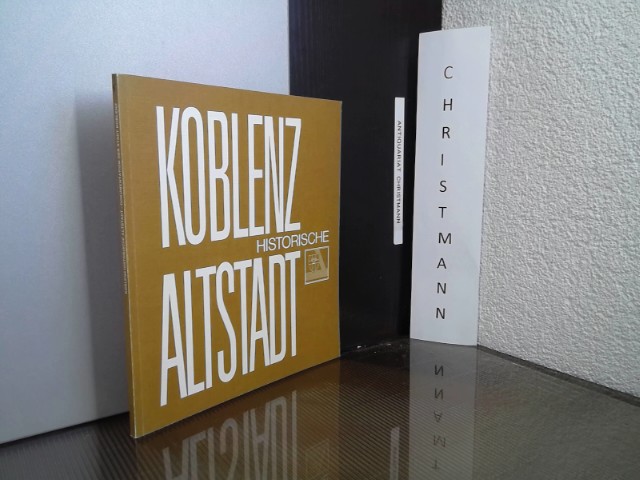 KOBLENZ
HISTORISCHE
ALTSTADT
ANTIQUARIAT CHRISTMANN
CHRISTMANN